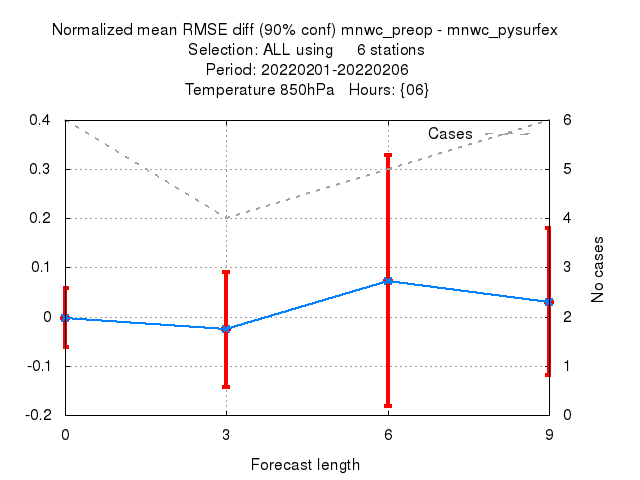 Normalized mean RMSE diff (90% conf) mnwc_preop - mnwc_pysurfex
Selection: ALL using 6 stations
Period: 20220201-20220206
Temperature 850hPa Hours: {06}
Cases
0.4
0.3
0.2
0.1
0
-0.1
-0.2
6
5
4
3
2
1
0
No cases
0 3 6 9
Forecast length